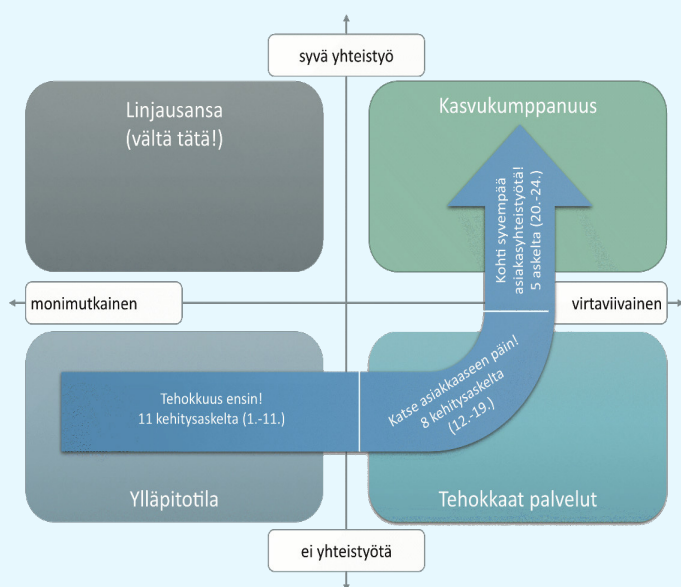 syvä yhteistyö
Linjausansa
(vältä tätä!)
Kasvukumppanuus
Kohti syvempää
asiakasyhteistyötä!
5 askelta (20.-24.)
monimutkainen
virtaviivainen
Tehokkuus ensin!
11 kehitysaskelta (1.-11.)
Katse asiakkaaseen päin!
8 kehitysaskelta
(12.-19.)
Ylläpitotila
Tehokkaat palvelut
ei yhteistyötä